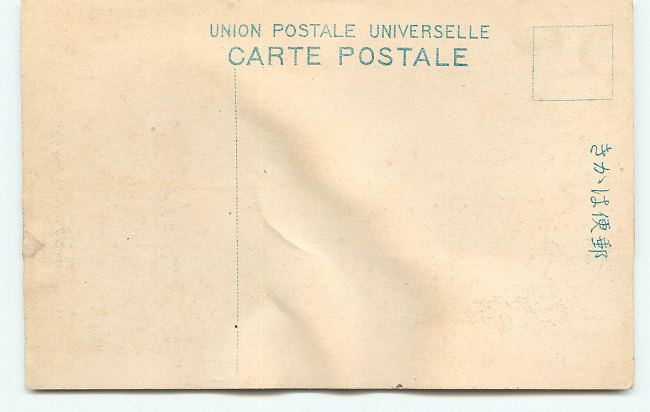 UNION POSTALE UNIVERSELLE
CARTE POSTALE
郵便はがき